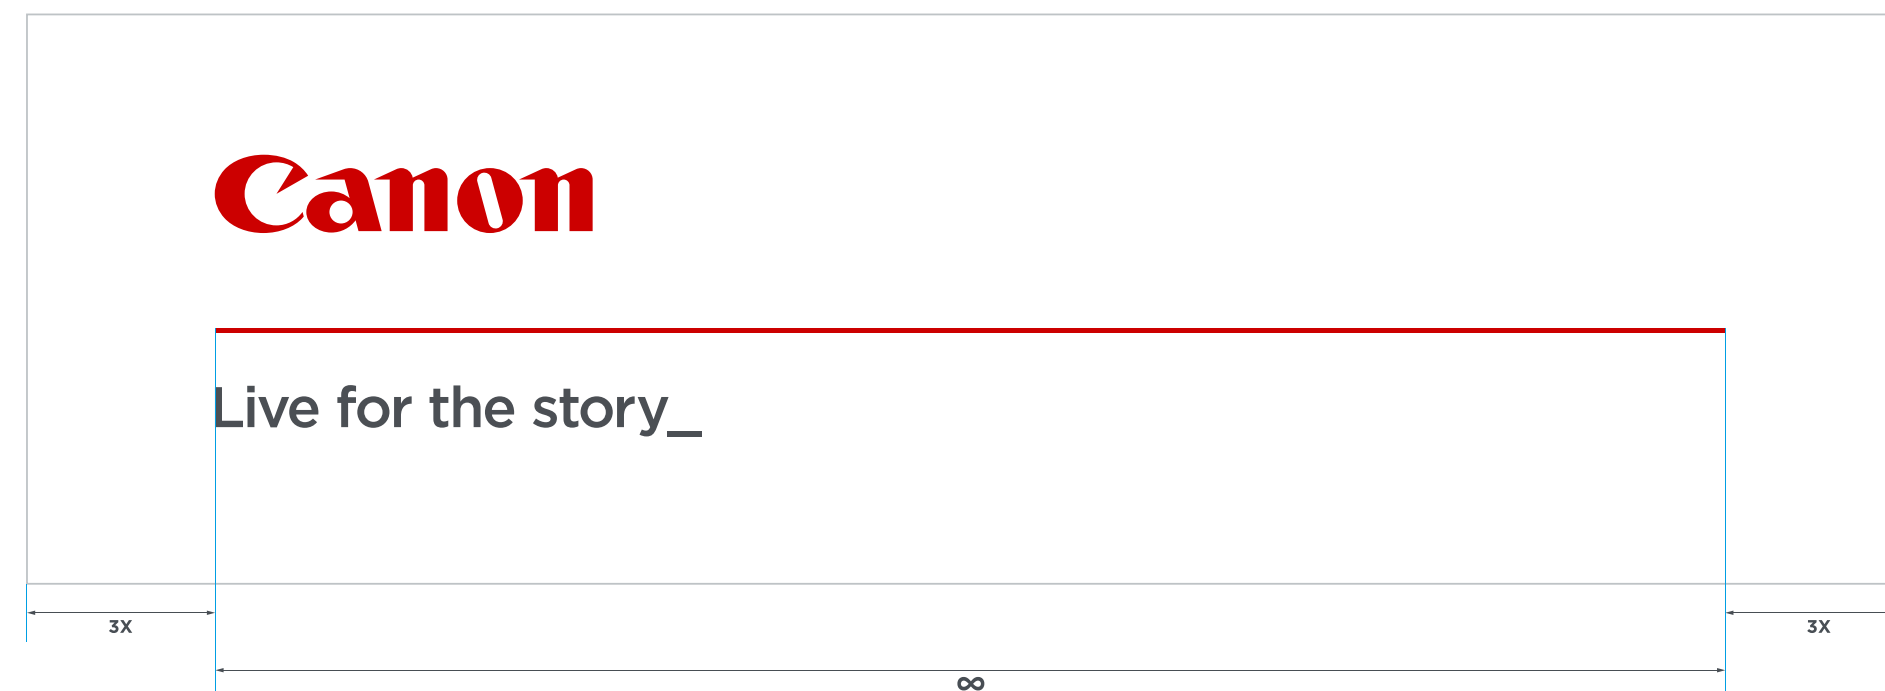 Canon
Live for the story_
3X
3X
∞